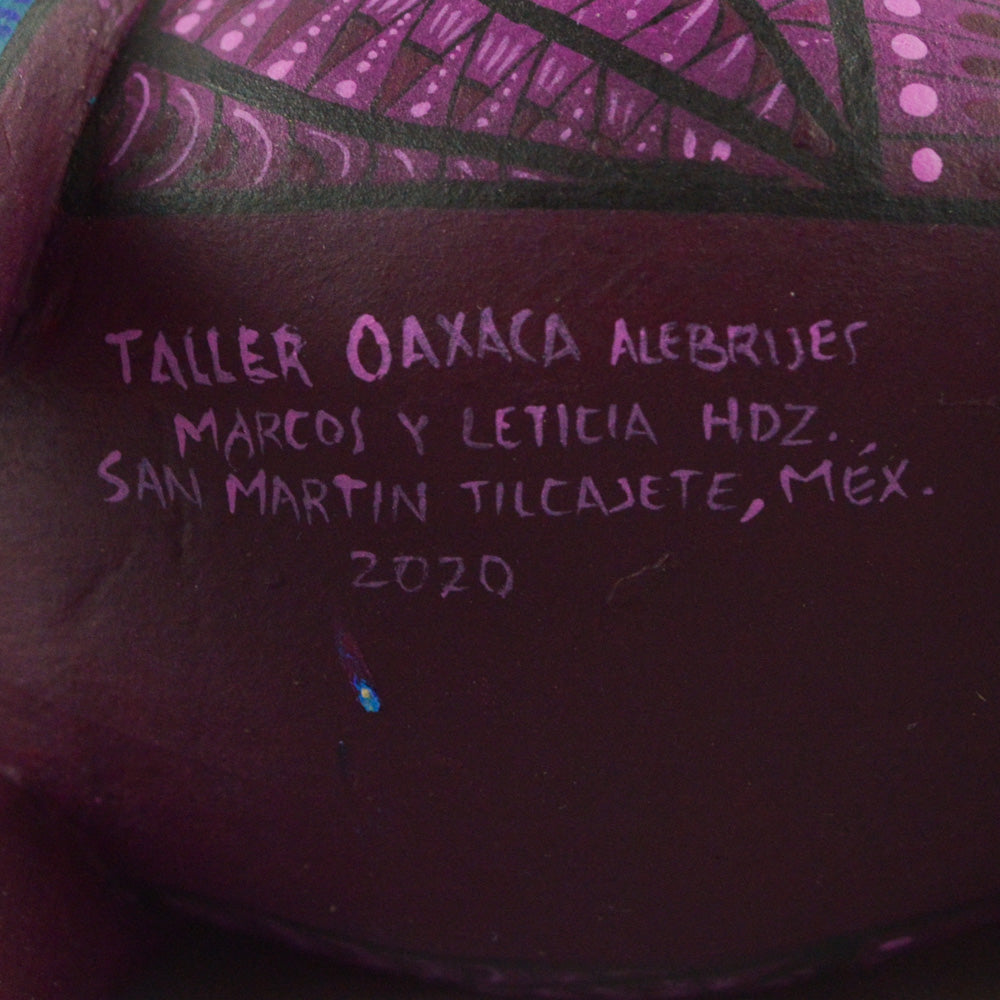 TALLER OAXACA ALEBRIJES
MARCOS Y LETICIA HDZ.
SAN MARTIN TILCAJETE, MÉX.
2020